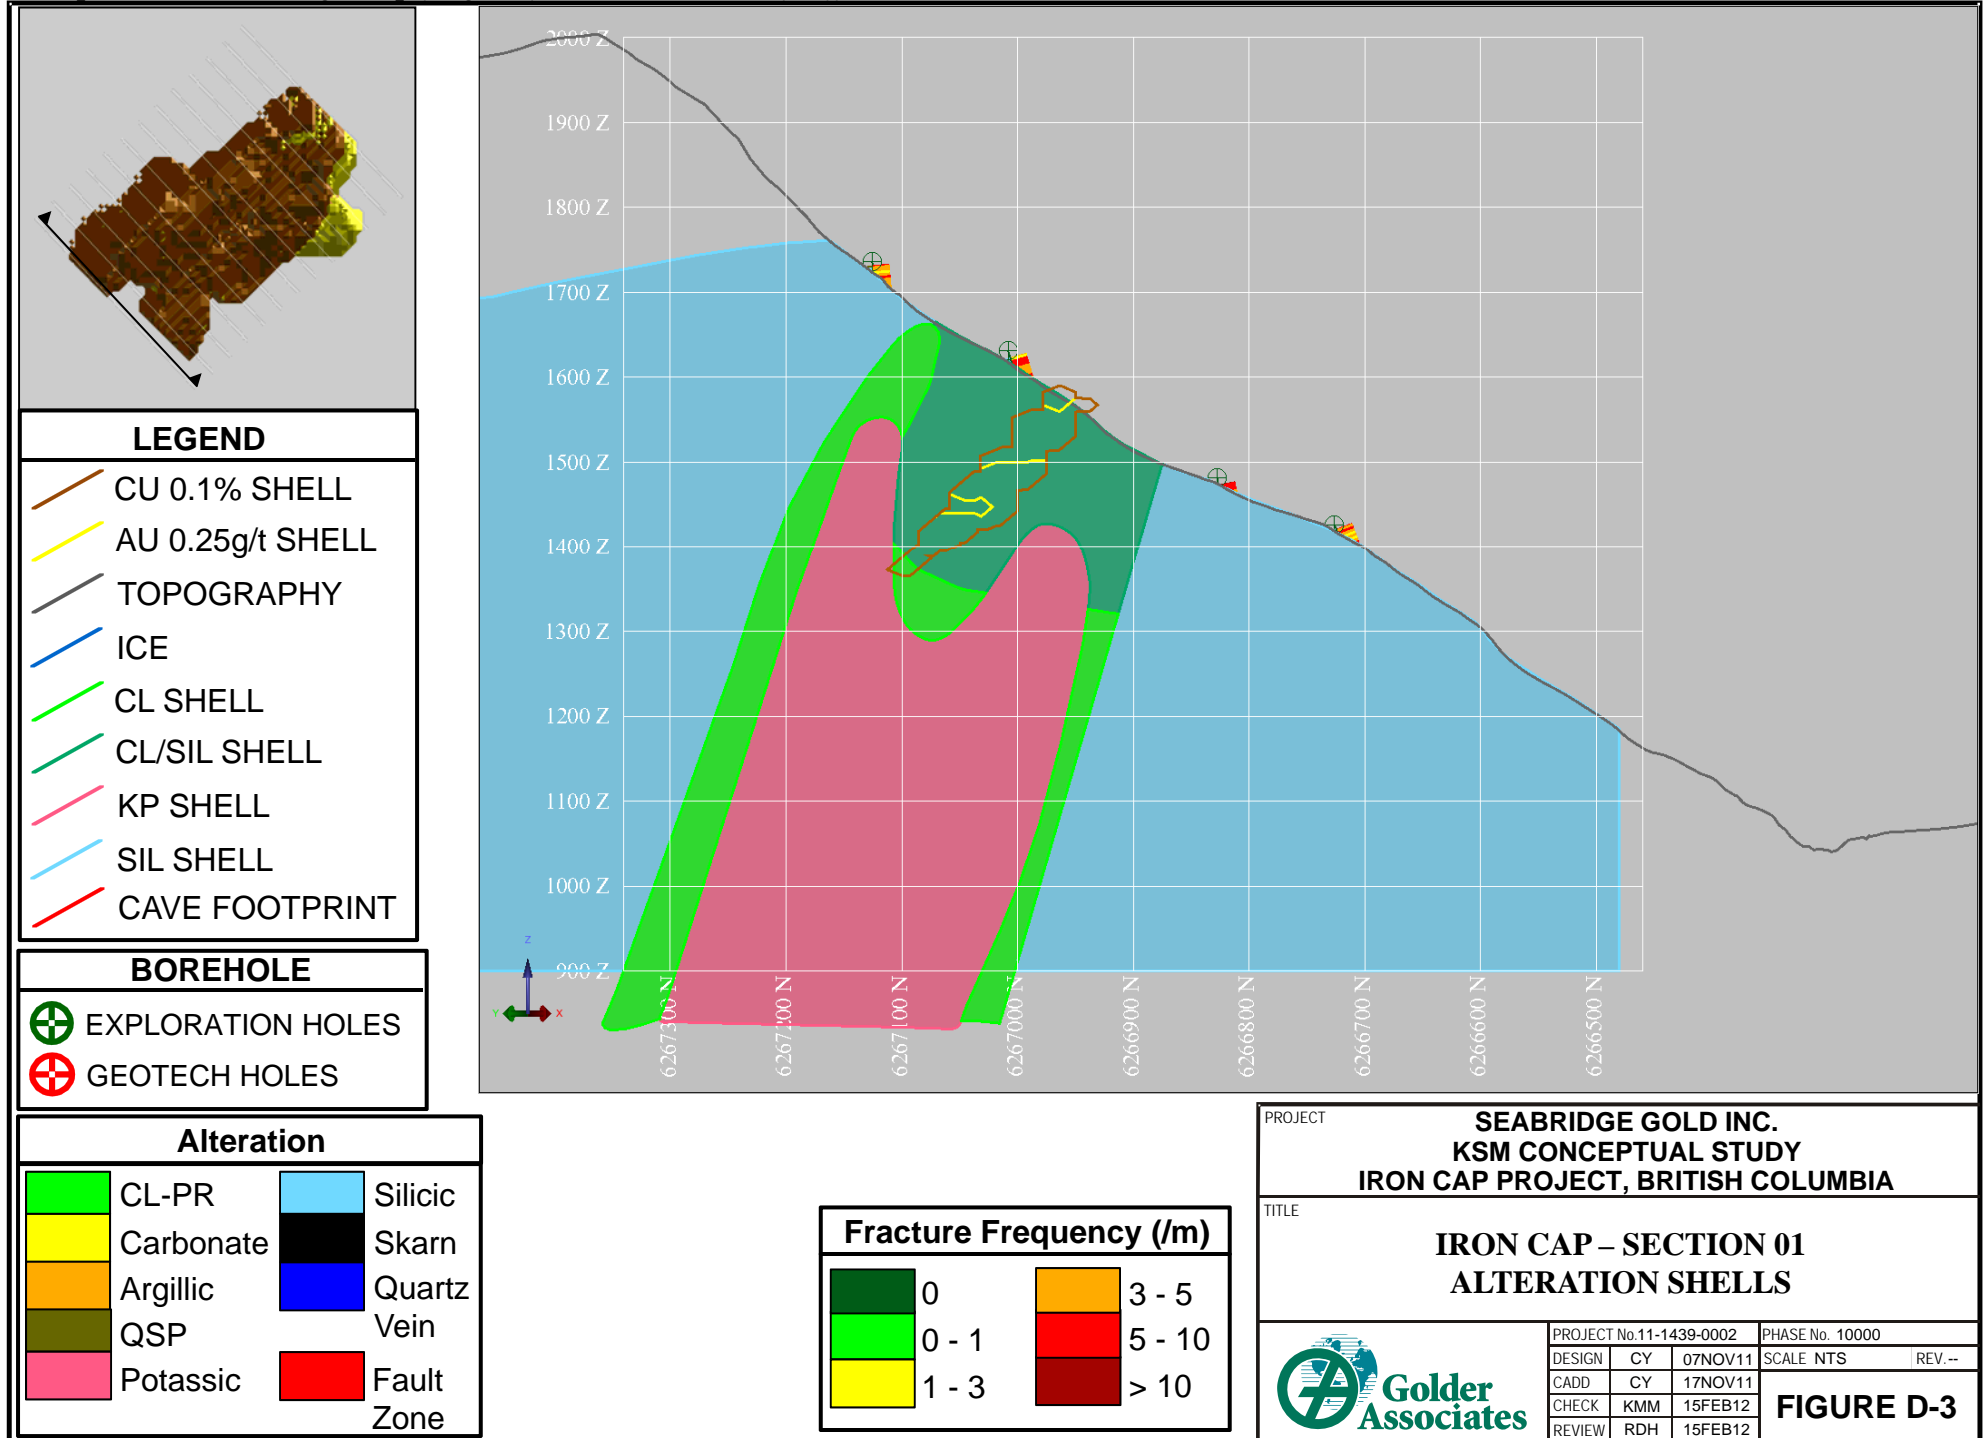 2000 Z
1900 Z
1800 Z
1700 Z
1600 Z
1500 Z
1400 Z
1300 Z
1200 Z
1100 Z
1000 Z
900 Z
6267300 N
6267200 N
6267100 N
6267000 N
6266900 N
6266800 N
6266700 N
6266600 N
6266500 N
Z
Y
X
LEGEND
CU 0.1% SHELL
AU 0.25g/t SHELL
TOPOGRAPHY
ICE
CL SHELL
CL/SIL SHELL
KP SHELL
SIL SHELL
CAVE FOOTPRINT
BOREHOLE
EXPLORATION HOLES
GEOTECH HOLES
Alteration
CL-PR
Carbonate
Argillic
QSP
Potassic
Silicic
Skarn
Quartz
Vein
Fault
Zone
Fracture Frequency (/m)
0
0 - 1
1 - 3
3 - 5
5 - 10
> 10
PROJECT
SEABRIDGE GOLD INC.
KSM CONCEPTUAL STUDY
IRON CAP PROJECT, BRITISH COLUMBIA
TITLE
IRON CAP – SECTION 01
ALTERATION SHELLS
Golder
Associates
PROJECT No.11-1439-0002 PHASE No. 10000
DESIGN CY 07NOV11 SCALE NTS REV.--
CADD CY 17NOV11
CHECK KMM 15FEB12
REVIEW RDH 15FEB12
FIGURE D-3